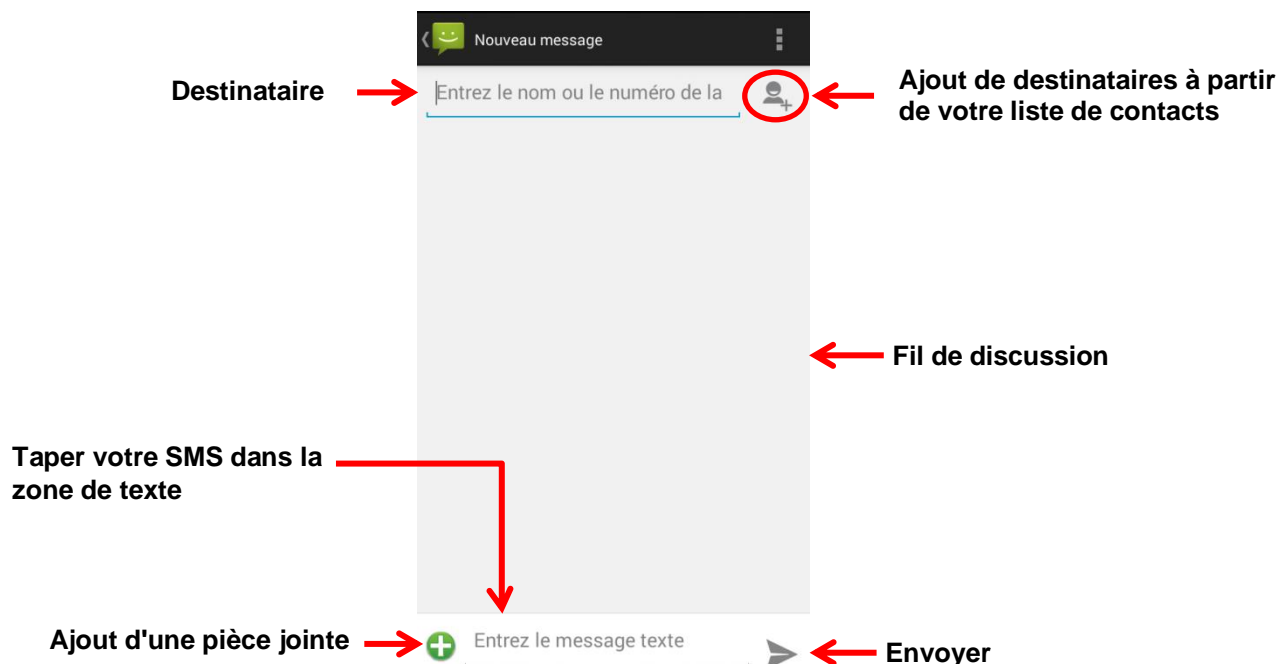 Nouveau message
Destinataire
Entrez le nom ou le numéro de la
Ajout de destinataires à partir
de votre liste de contacts
Fil de discussion
Taper votre SMS dans la
zone de texte
Ajout d'une pièce jointe
Entrez le message texte
Envoyer